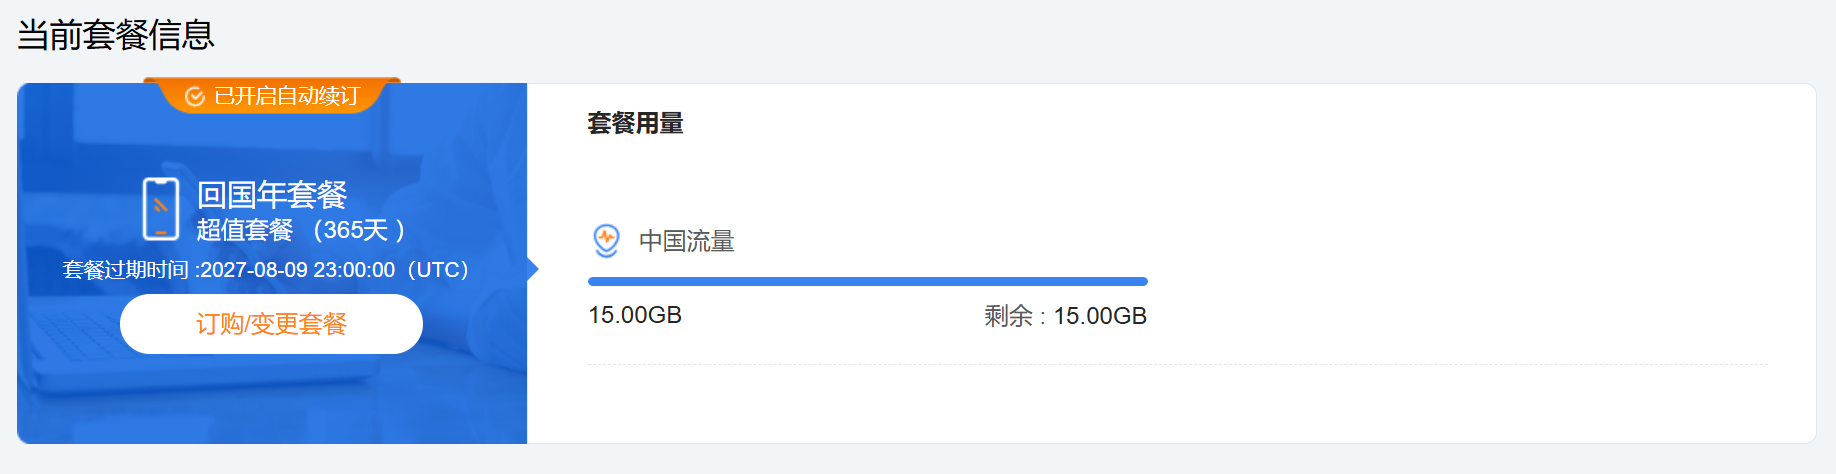 当前套餐信息
已开启自动续订
回国年套餐
超值套餐 （365天 ）
套餐过期时间 :2027-08-09 23:00:00（UTC）
订购/变更套餐
套餐用量
中国流量
15.00GB
剩余 : 15.00GB